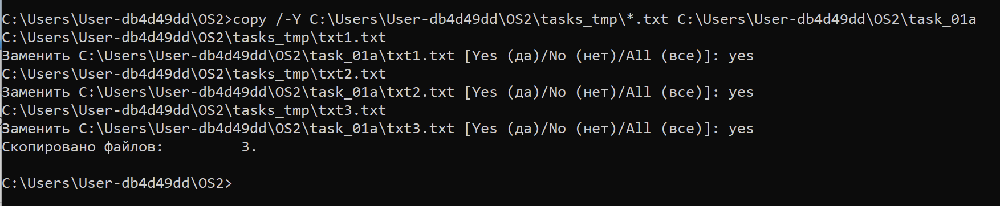 C:\Users\User-db4d49dd\OS2>copy /-Y C:\Users\User-db4d49dd\OS2\tasks_tmp\*.txt C:\Users\User-db4d49dd\OS2\task_01a
C:\Users\User-db4d49dd\OS2\tasks_tmp\txt1.txt
Заменить C:\Users\User-db4d49dd\OS2\task_01a\txt1.txt [Yes (да)/No (нет)/All (все)]: yes
C:\Users\User-db4d49dd\OS2\tasks_tmp\txt2.txt
Заменить C:\Users\User-db4d49dd\OS2\task_01a\txt2.txt [Yes (да)/No (нет)/All (все)]: yes
C:\Users\User-db4d49dd\OS2\tasks_tmp\txt3.txt
Заменить C:\Users\User-db4d49dd\OS2\task_01a\txt3.txt [Yes (да)/No (нет)/All (все)]: yes
Скопировано файлов:         3.
C:\Users\User-db4d49dd\OS2>